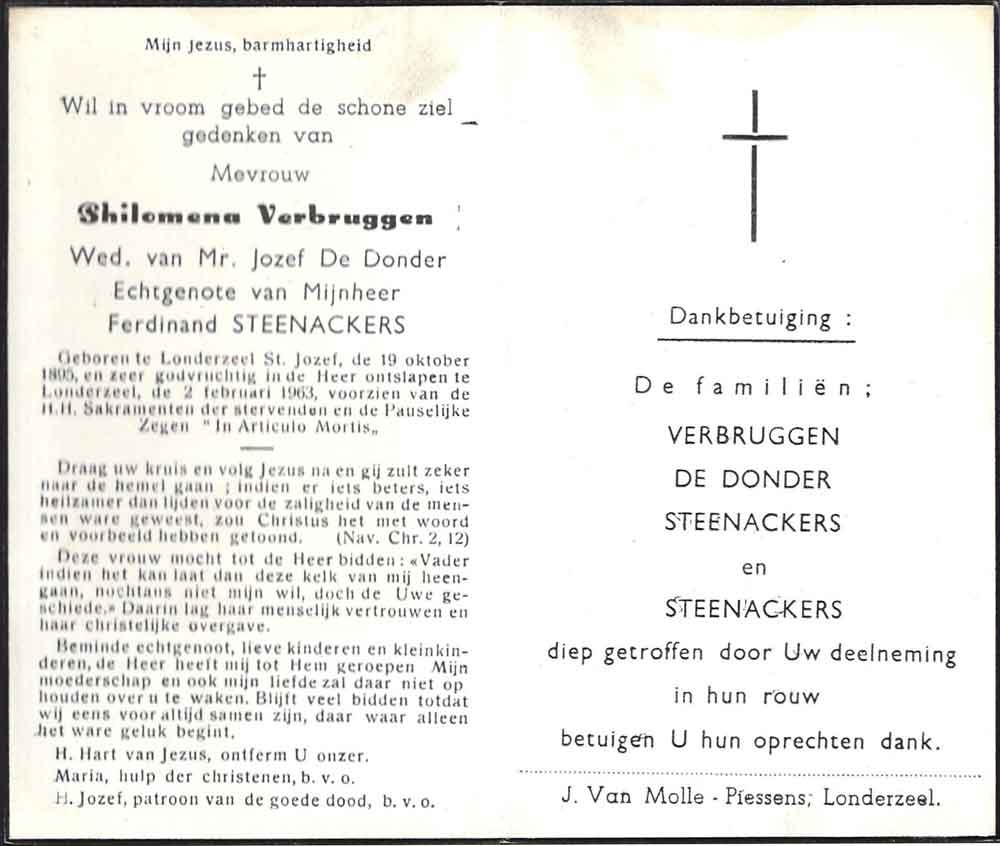 Mijn Jezus, barmhartigheid
Wil in vroom gebed de schone ziel
gedenken van
Mevrouw
Philomena Verbruggen
Wed. van Mr. Jozef De Donder
Echtgenote van Mijnheer
Ferdinand STEENACKERS
Geboren te Londerzeel St. Jozef, de 19 oktober
1895, en zeer godvruchtig in de Heer ontslapen te
Londerzeel, de 2 februari 1963, voorzien van de
H.H. Sakramenten der stervenden en de Pauselijke
Zegen "In Articulo Mortis„
Draag uw kruis en volg Jezus na en gij zult zeker
naar de hemel gaan ; indien er iets beters, iets
heilzamer dan lijden voor de zaligheid van de men-
sen ware geweest, zou Christus het met woord
en voorbeeld hebben getoond. (Nav. Chr. 2, 12)
Deze vrouw mocht tot de Heer bidden: «Vader
indien het kan laat dan deze kelk van mij heen-
gaan, nochtans niet mijn wil, doch de Uwe ge-
schiede.» Daarin lag haar menselijk vertrouwen en
haar christelijke overgave.
Beminde echtgenoot, lieve kinderen en kleinkin-
deren, de Heer heeft mij tot Hem geroepen Mijn
moederschap en ook mijn liefde zal daar niet op
houden over u te waken. Blijft veel bidden totdat
wij eens voor altijd samen zijn, daar waar alleen
het ware geluk begint.
H. Hart van Jezus, ontferm U onzer.
Maria, hulp der christenen, b. v. o.
H. Jozef, patroon van de goede dood, b. v. o.
Dankbetuiging :
De familiën ;
VERBRUGGEN
DE DONDER
STEENACKERS
en
STEENACKERS
diep getroffen door Uw deelneming
in hun rouw
betuigen U hun oprechten dank.
J. Van Molle - Piessens, Londerzeel.